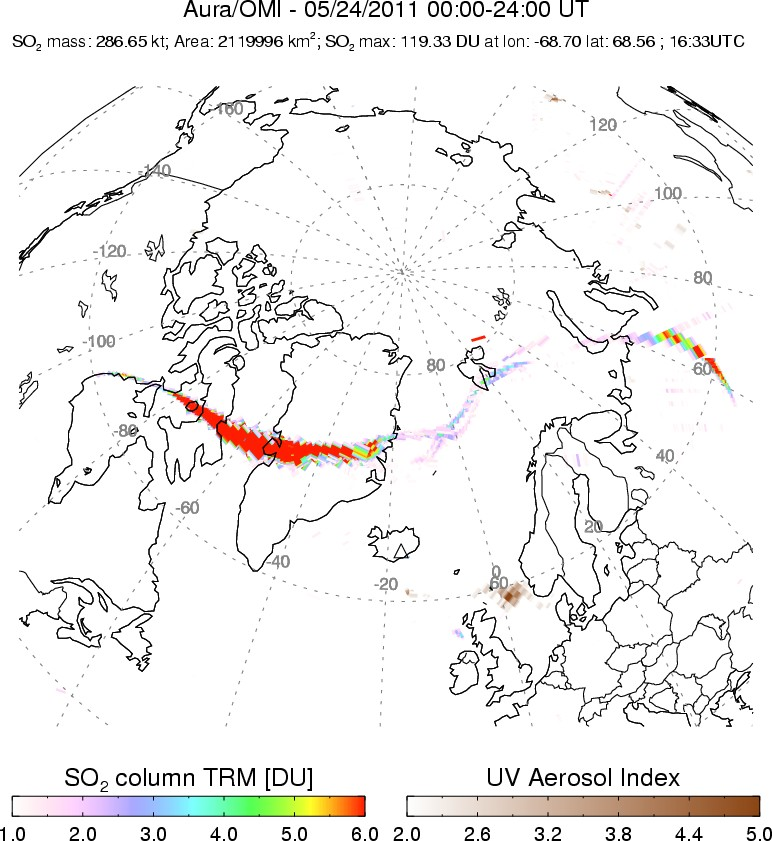 Aura/OMI - 05/24/2011 00:00-24:00 UT
SO₂ mass: 286.65 kt; Area: 2119996 km²; SO₂ max: 119.33 DU at lon: -68.70 lat: 68.56 ; 16:33UTC
160
120
-140
100
-120
80
-100
80
60
-80
40
-60
20
-40
0
-20
60
SO₂ column TRM [DU]
UV Aerosol Index
1.0 2.0 3.0 4.0 5.0 6.0
2.0 2.6 3.2 3.8 4.4 5.0